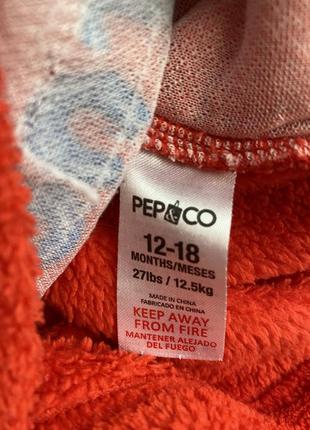 PEP&CO
12-18
MONTHS/MESES
27lbs / 12.5kg
MADE IN CHINA
FABRICADO EN CHINA
KEEP AWAY
FROM FIRE
MANTENER ALEJADO
DEL FUEGO